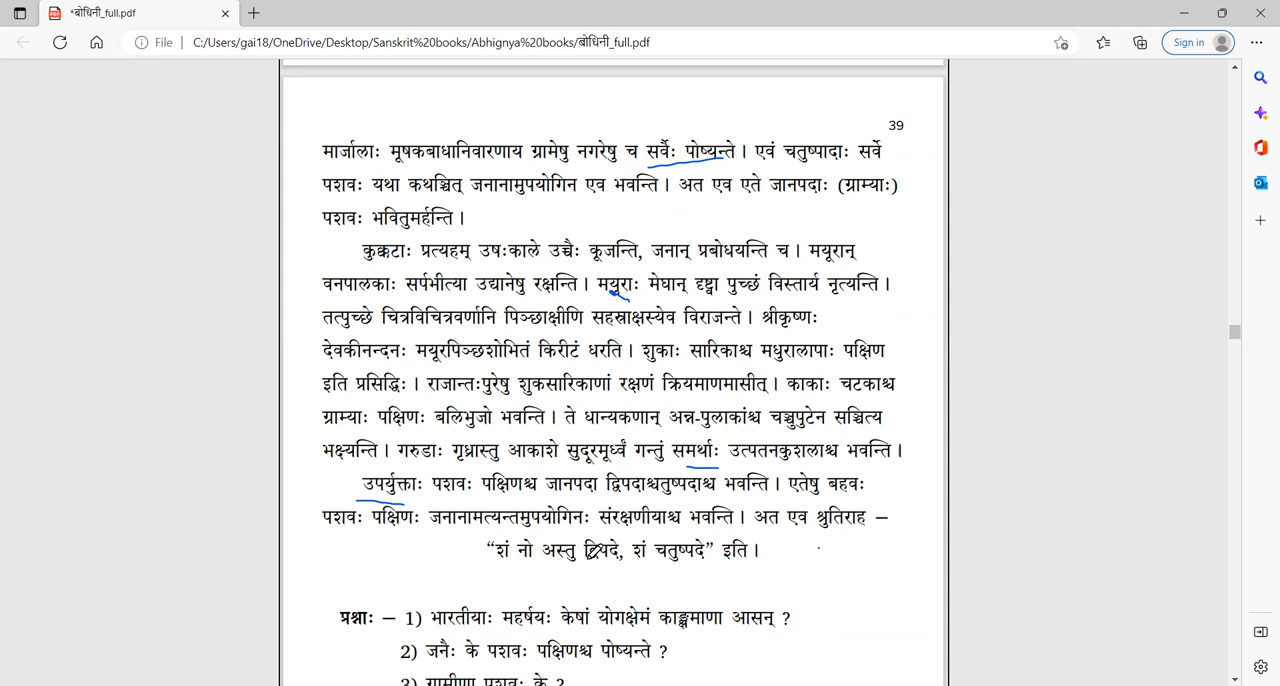 *बोधिनी_full.pdf
File
C:/Users/gai18/OneDrive/Desktop/Sanskrit%20books/Abhignya%20books/बोधिनी_full.pdf
Sign in
39
मार्जालाः मूषकबाधानिवारणाय ग्रामेषु नगरेषु च सर्वैः पोष्यन्ते । एवं चतुष्पादाः सर्वे
पशवः यथा कथञ्चित् जनानामुपयोगिन एव भवन्ति । अत एव एते जानपदाः (ग्राम्याः)
पशवः भवितुमर्हन्ति ।
कुक्कटाः प्रत्यहम् उषःकाले उच्चैः कूजन्ति, जनान् प्रबोधयन्ति च । मयूरान्
वनपालकाः सर्पभीत्या उद्यानेषु रक्षन्ति । मयूराः मेघान् दृष्ट्वा पुच्छं विस्तार्य नृत्यन्ति ।
तत्पुच्छे चित्रविचित्रवर्णानि पिञ्छाक्षीणि सहस्राक्षस्येव विराजन्ते । श्रीकृष्णः
देवकीनन्दनः मयूरपिञ्छशोभितं किरीटं धरति । शुकाः सारिकाश्च मधुरालापाः पक्षिण
इति प्रसिद्धिः । राजान्तःपुरेषु शुकसारिकाणां रक्षणं क्रियमाणमासीत् । काकाः चटकाश्च
ग्राम्याः पक्षिणः बलिभुजो भवन्ति । ते धान्यकणान् अन्न-पुलाकांश्च चञ्चुपुटेन सञ्चित्य
भक्ष्यन्ति । गरुडाः गृध्रास्तु आकाशे सुदूरमूर्ध्वं गन्तुं समर्थाः उत्पतनकुशलाश्च भवन्ति ।
उपर्युक्ताः पशवः पक्षिणश्च जानपदा द्विपदाश्चतुष्पदाश्च भवन्ति । एतेषु बहवः
पशवः पक्षिणः जनानामत्यन्तमुपयोगिनः संरक्षणीयाश्च भवन्ति । अत एव श्रुतिराह –
“शं नो अस्तु द्विपदे, शं चतुष्पदे” इति ।
प्रश्नाः – 1) भारतीयाः महर्षयः केषां योगक्षेमं काङ्क्षमाणा आसन् ?
2) जनैः के पशवः पक्षिणश्च पोष्यन्ते ?
3) ग्रामीणा पशवः के ?